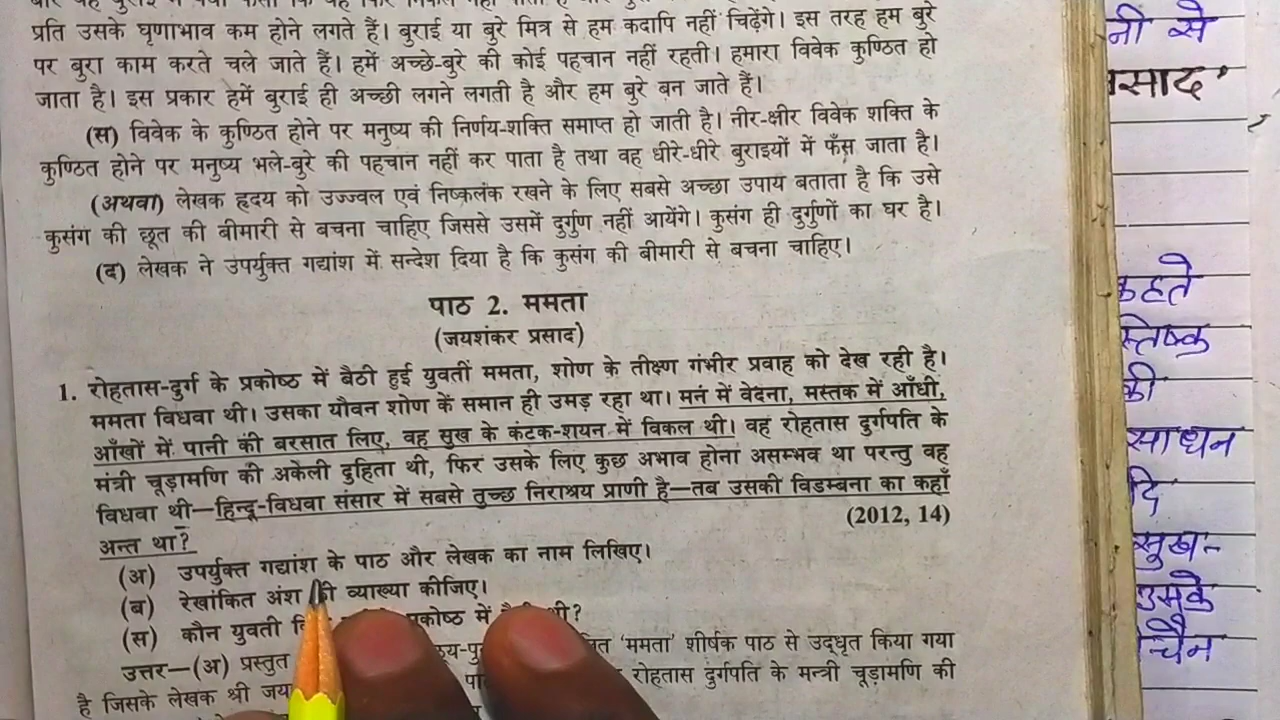 प्रति उसके घृणाभाव कम होने लगते हैं। बुराई या बुरे मित्र से हम कदापि नहीं चिढ़ेंगे। इस तरह हम बुरे
पर बुरा काम करते चले जाते हैं। हमें अच्छे-बुरे की कोई पहचान नहीं रहती। हमारा विवेक कुण्ठित हो
जाता है। इस प्रकार हमें बुराई ही अच्छी लगने लगती है और हम बुरे बन जाते हैं।
(स) विवेक के कुण्ठित होने पर मनुष्य की निर्णय-शक्ति समाप्त हो जाती है। नीर-क्षीर विवेक शक्ति के
कुण्ठित होने पर मनुष्य भले-बुरे की पहचान नहीं कर पाता है तथा वह धीरे-धीरे बुराइयों में फँस जाता है।
(अथवा) लेखक हृदय को उज्ज्वल एवं निष्कलंक रखने के लिए सबसे अच्छा उपाय बताता है कि उसे
कुसंग की छूत की बीमारी से बचना चाहिए जिससे उसमें दुर्गुण नहीं आयेंगे। कुसंग ही दुर्गुणों का घर है।
(द) लेखक ने उपर्युक्त गद्यांश में सन्देश दिया है कि कुसंग की बीमारी से बचना चाहिए।
पाठ 2. ममता
(जयशंकर प्रसाद)
1. रोहतास-दुर्ग के प्रकोष्ठ में बैठी हुई युवतीं ममता, शोण के तीक्ष्ण गंभीर प्रवाह को देख रही है।
ममता विधवा थी। उसका यौवन शोण के समान ही उमड़ रहा था। मन में वेदना, मस्तक में आँधी,
आँखों में पानी की बरसात लिए, वह सुख के कंटक-शयन में विकल थी। वह रोहतास दुर्गपति के
मंत्री चूड़ामणि की अकेली दुहिता थी, फिर उसके लिए कुछ अभाव होना असम्भव था परन्तु वह
विधवा थी—हिन्दू-विधवा संसार में सबसे तुच्छ निराश्रय प्राणी है—तब उसकी विडम्बना का कहाँ
अन्त था? (2012, 14)
(अ) उपर्युक्त गद्यांश के पाठ और लेखक का नाम लिखिए।
(ब) रेखांकित अंश की व्याख्या कीजिए।
(स) कौन युवती प्रकोष्ठ में थी?
उत्तर—(अ) प्रस्तुत 'ममता' शीर्षक पाठ से उद्धृत किया गया
है जिसके लेखक श्री रोहतास दुर्गपति के मन्त्री चूड़ामणि की
नी से
साद
कहते
की
साधन
दि
सुख-
उसके
चैन